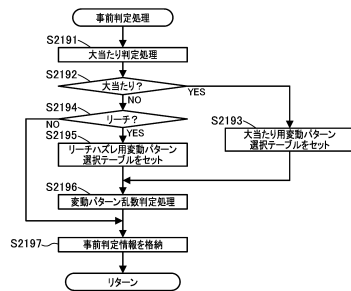 事前判定処理
S2191
大当たり判定処理
S2192
大当たり？
YES
NO
S2194
リーチ？
NO
YES
S2193
大当たり用変動パターン
選択テーブルをセット
S2195
リーチハズレ用変動パターン
選択テーブルをセット
S2196
変動パターン乱数判定処理
S2197
事前判定情報を格納
リターン